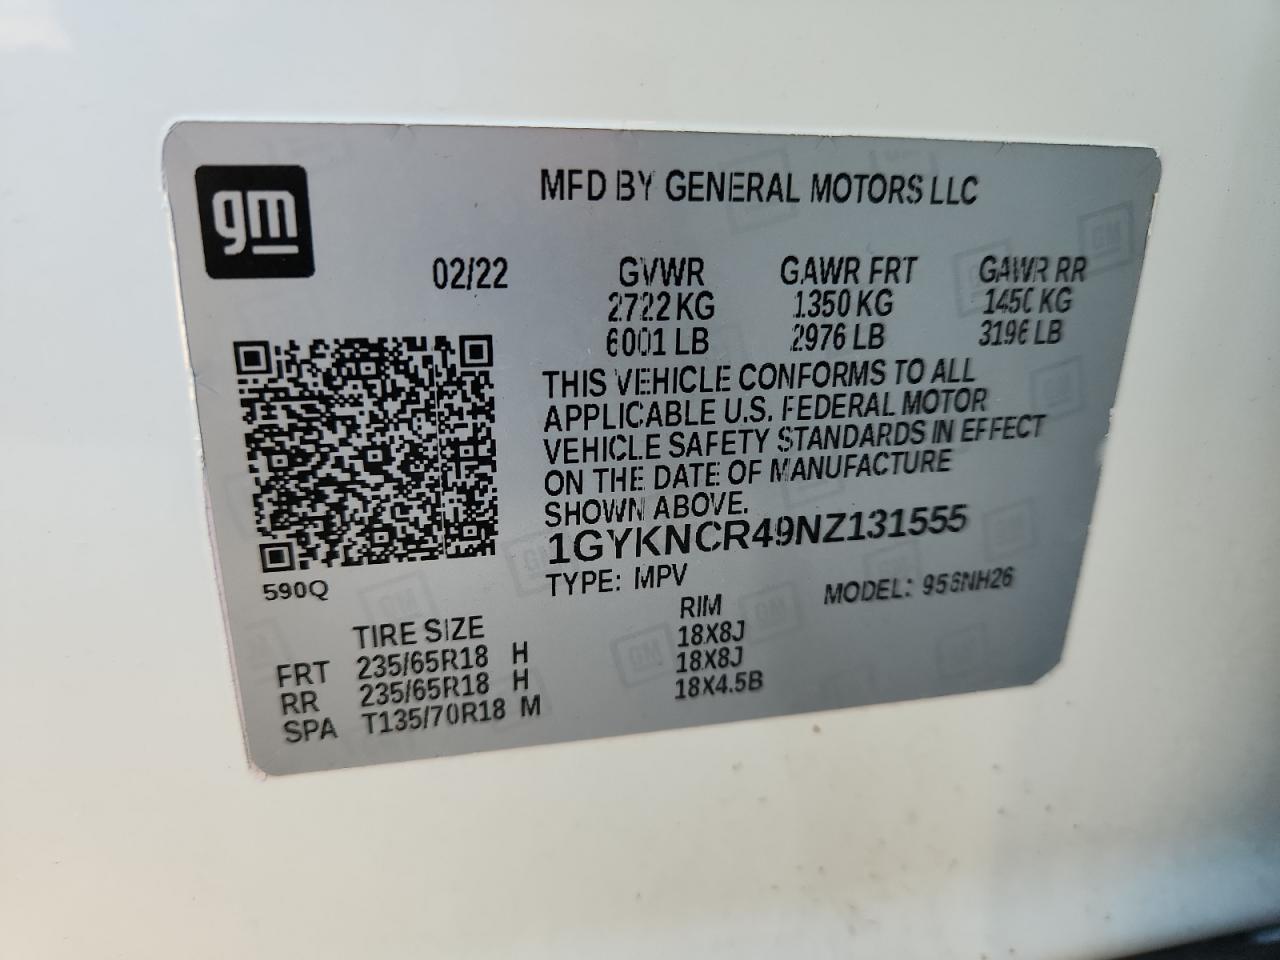 gm
MFD BY GENERAL MOTORS LLC
02/22 GVWR GAWR FRT GAWR RR
2722 KG 1350 KG 1450 KG
6001 LB 2976 LB 3196 LB
THIS VEHICLE CONFORMS TO ALL
APPLICABLE U.S. FEDERAL MOTOR
VEHICLE SAFETY STANDARDS IN EFFECT
ON THE DATE OF MANUFACTURE
SHOWN ABOVE.
1GYKNCR49NZ131555
TYPE: MPV MODEL:
590Q
TIRE SIZE RIM
FRT 235/65R18 H 18X8J
RR 235/65R18 H 18X8J
SPA T135/70R18 M 18X4.5B